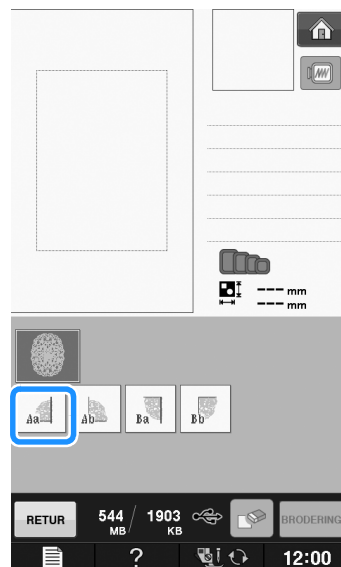 --- mm
--- mm
Aa Ab Ba Bb
RETUR 544 MB / 1903 KB BRODERING
? 12:00